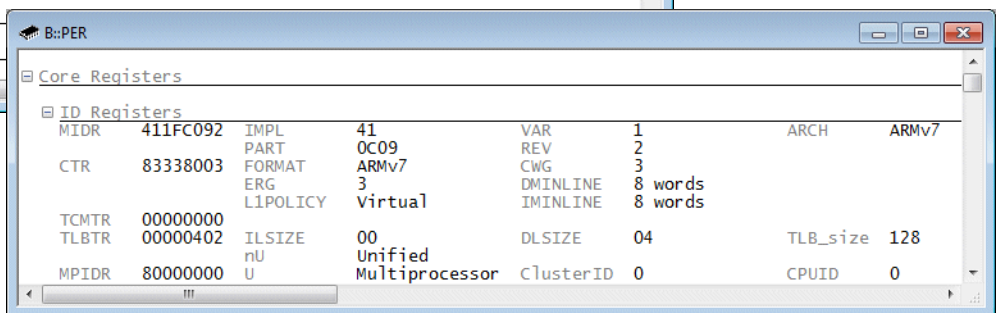 B::PER
Core Registers
ID Registers
MIDR 411FC092 IMPL 41 VAR 1 ARCH ARMv7
PART 0C09 REV 2
CTR 83338003 FORMAT ARMv7 CWG 3
ERG 3 DMINLINE 8 words
L1POLICY Virtual IMINLINE 8 words
TCMTR 00000000
TLBTR 00000402 ILSIZE 00 DLSIZE 04 TLB_size 128
nU Unified
MPIDR 80000000 U Multiprocessor ClusterID 0 CPUID 0